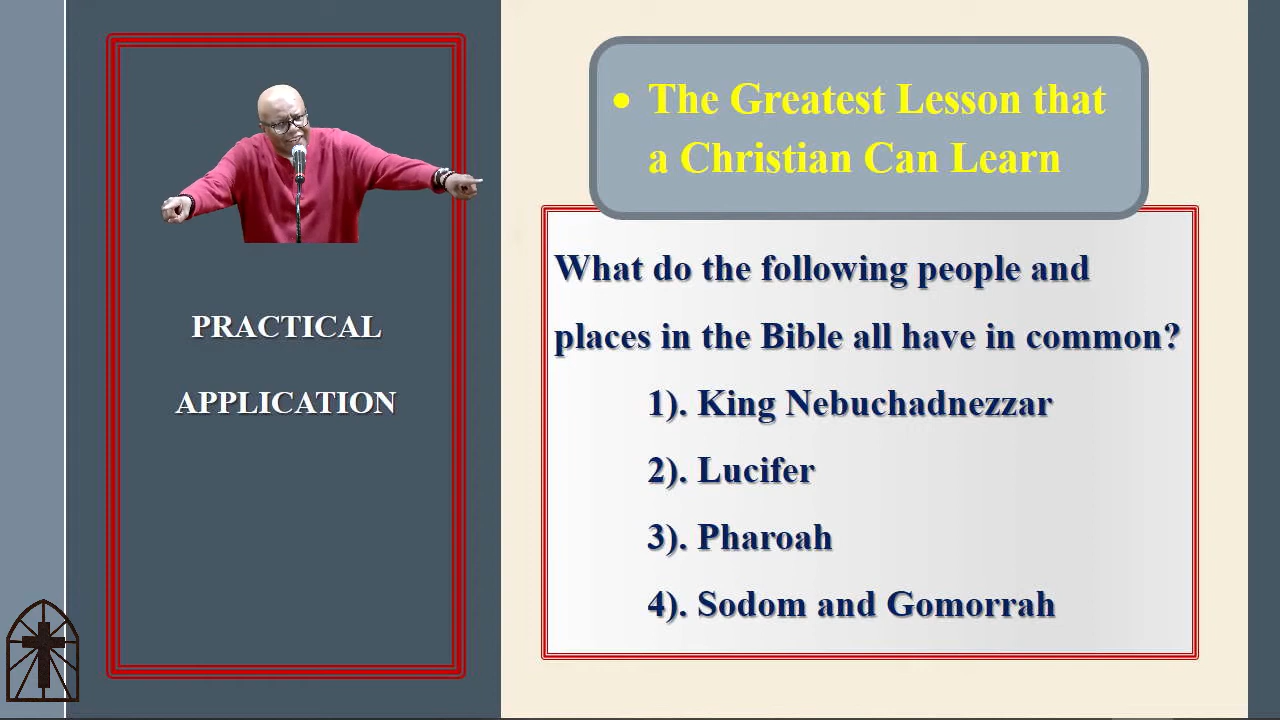 PRACTICAL
APPLICATION
• The Greatest Lesson that
a Christian Can Learn
What do the following people and
places in the Bible all have in common?
1). King Nebuchadnezzar
2). Lucifer
3). Pharoah
4). Sodom and Gomorrah